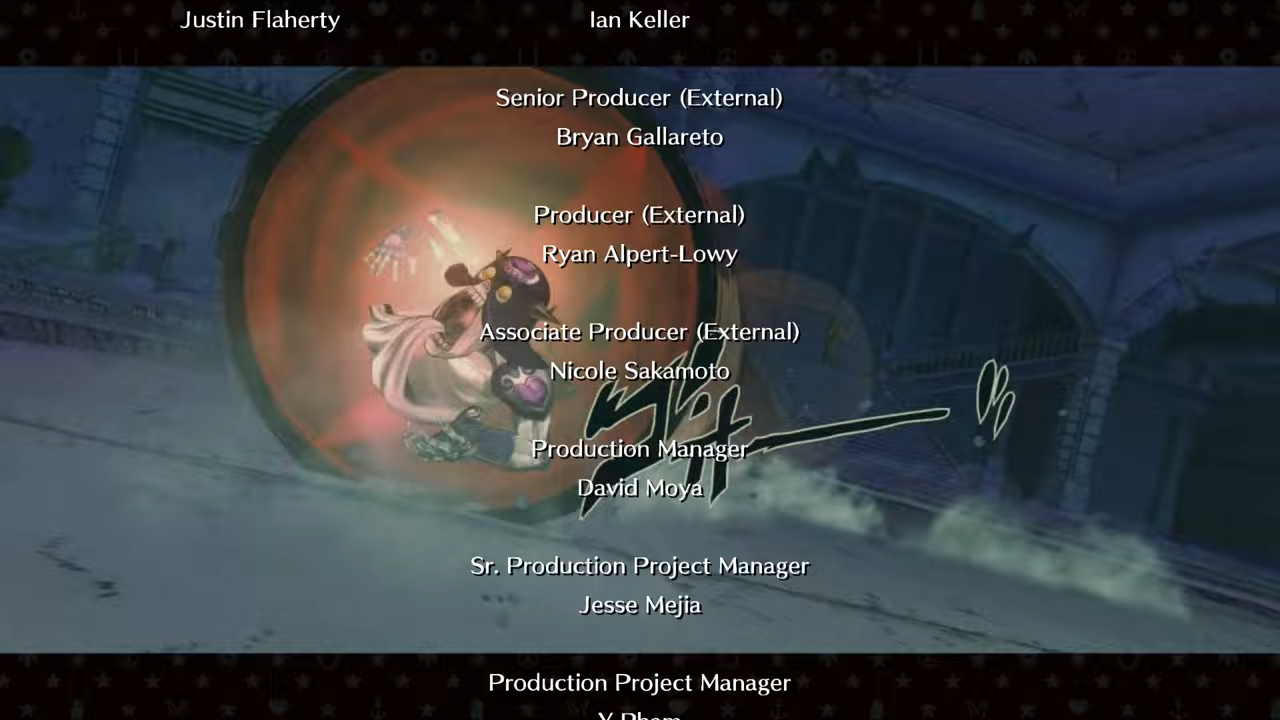 Justin Flaherty
Ian Keller
Senior Producer (External)
Bryan Gallareto
Producer (External)
Ryan Alpert-Lowy
Associate Producer (External)
Nicole Sakamoto
Production Manager
David Moya
Sr. Production Project Manager
Jesse Mejia
Production Project Manager
Y Pham